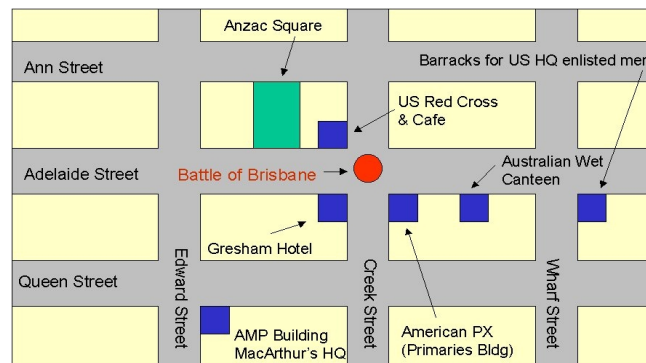 Anzac Square
Ann Street
Barracks for US HQ enlisted men
US Red Cross
& Cafe
Adelaide Street
Battle of Brisbane
Australian Wet
Canteen
Gresham Hotel
Queen Street
Edward Street
Creek Street
Wharf Street
AMP Building
MacArthur's HQ
American PX
(Primaries Bldg)